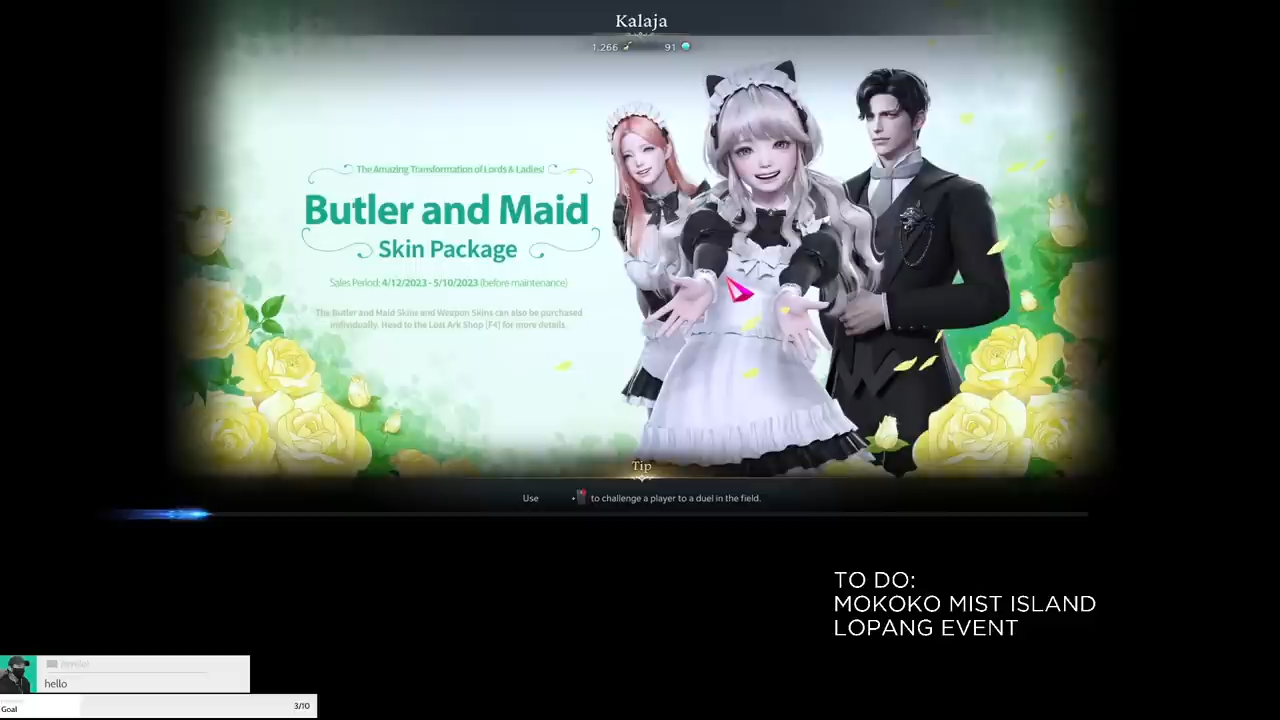 Kalaja
1,266 91
The Amazing Transformation of Lords & Ladies!
Butler and Maid
Skin Package
Sales Period: 4/12/2023 - 5/10/2023 (before maintenance)
The Butler and Maid Skins and Weapon Skins can also be purchased
individually. Head to the Lost Ark Shop [F4] for more details.
Tip
Use to challenge a player to a duel in the field.
TO DO:
MOKOKO MIST ISLAND
LOPANG EVENT
hello
Goal 3/10